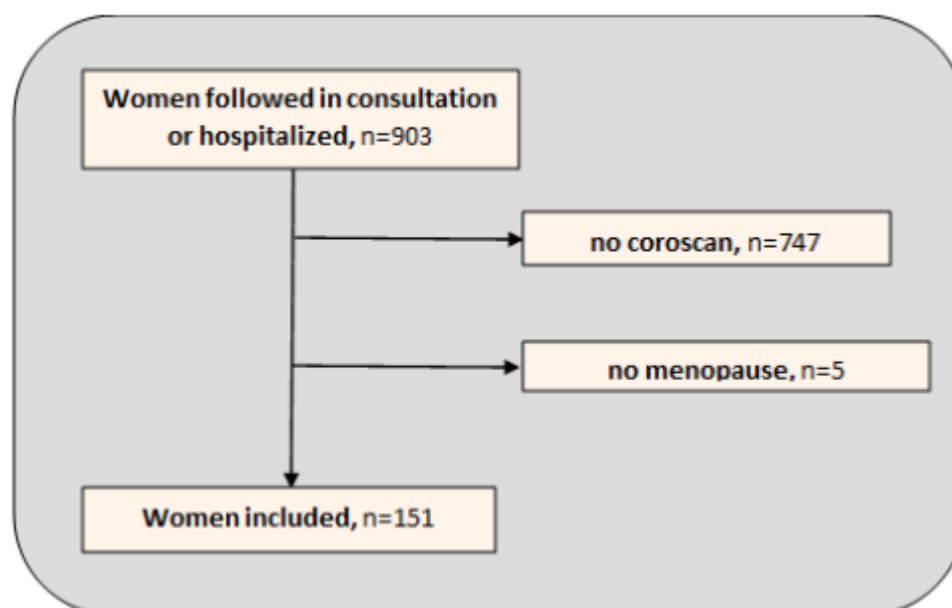 Women followed in consultation
or hospitalized, n=903
no coroscan, n=747
no menopause, n=5
Women included, n=151